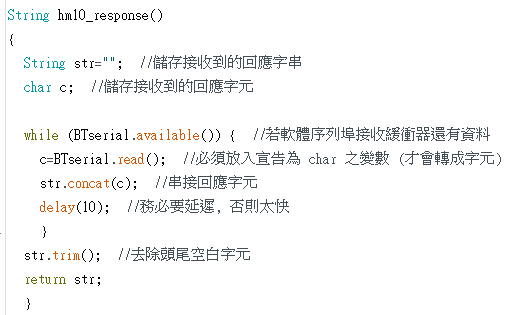 String hm10_response()
{
String str="";  //儲存接收到的回應字串
char c;  //儲存接收到的回應字元
while (BTserial.available()) {  //若軟體序列埠接收緩衝器還有資料
c=BTserial.read();  //必須放入宣告為 char 之變數 (才會轉成字元)
str.concat(c);  //串接回應字元
delay(10);  //務必要延遲, 否則太快
}
str.trim();  //去除頭尾空白字元
return str;
}